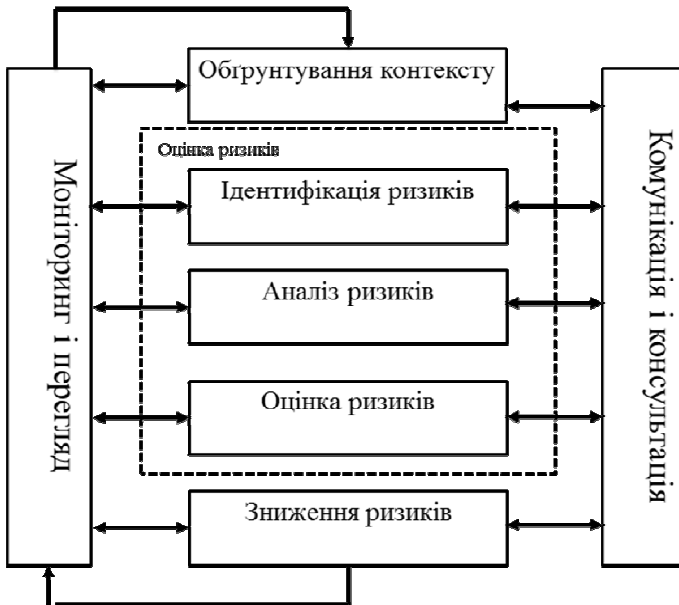 Обґрунтування контексту
Оцінка ризиків
Ідентифікація ризиків
Аналіз ризиків
Оцінка ризиків
Зниження ризиків
Моніторинг і перегляд
Комунікація і консультація